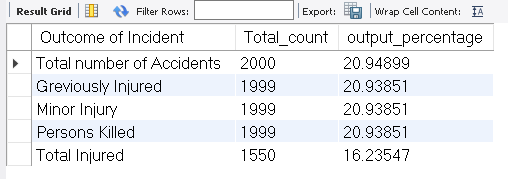 Result Grid Filter Rows: Export: Wrap Cell Content: IA
Outcome of Incident Total_count output_percentage
Total number of Accidents 2000 20.94899
Greviously Injured 1999 20.93851
Minor Injury 1999 20.93851
Persons Killed 1999 20.93851
Total Injured 1550 16.23547